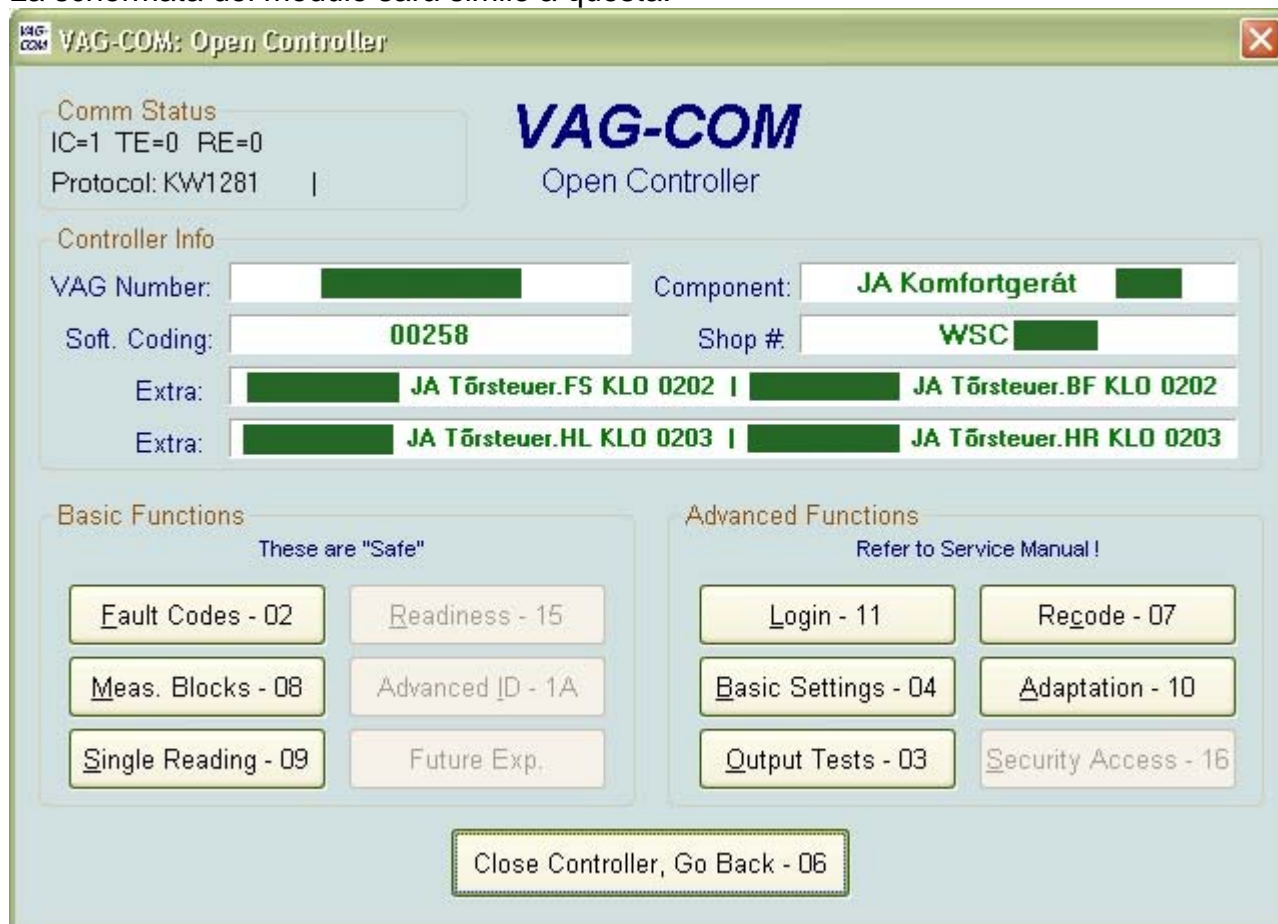 VAG-COM: Open Controller
Comm Status
IC=1 TE=0 RE=0
Protocol: KW1281 |
VAG-COM
Open Controller
Controller Info
VAG Number:
Component: JA Komfortgerát
Soft. Coding: 00258
Shop #: WSC
Extra: JA Tõrsteuer.FS KLO 0202 | JA Tõrsteuer.BF KLO 0202
Extra: JA Tõrsteuer.HL KLO 0203 | JA Tõrsteuer.HR KLO 0203
Basic Functions
These are "Safe"
Fault Codes - 02
Readiness - 15
Meas. Blocks - 08
Advanced ID - 1A
Single Reading - 09
Future Exp.
Advanced Functions
Refer to Service Manual !
Login - 11
Recode - 07
Basic Settings - 04
Adaptation - 10
Output Tests - 03
Security Access - 16
Close Controller, Go Back - 06